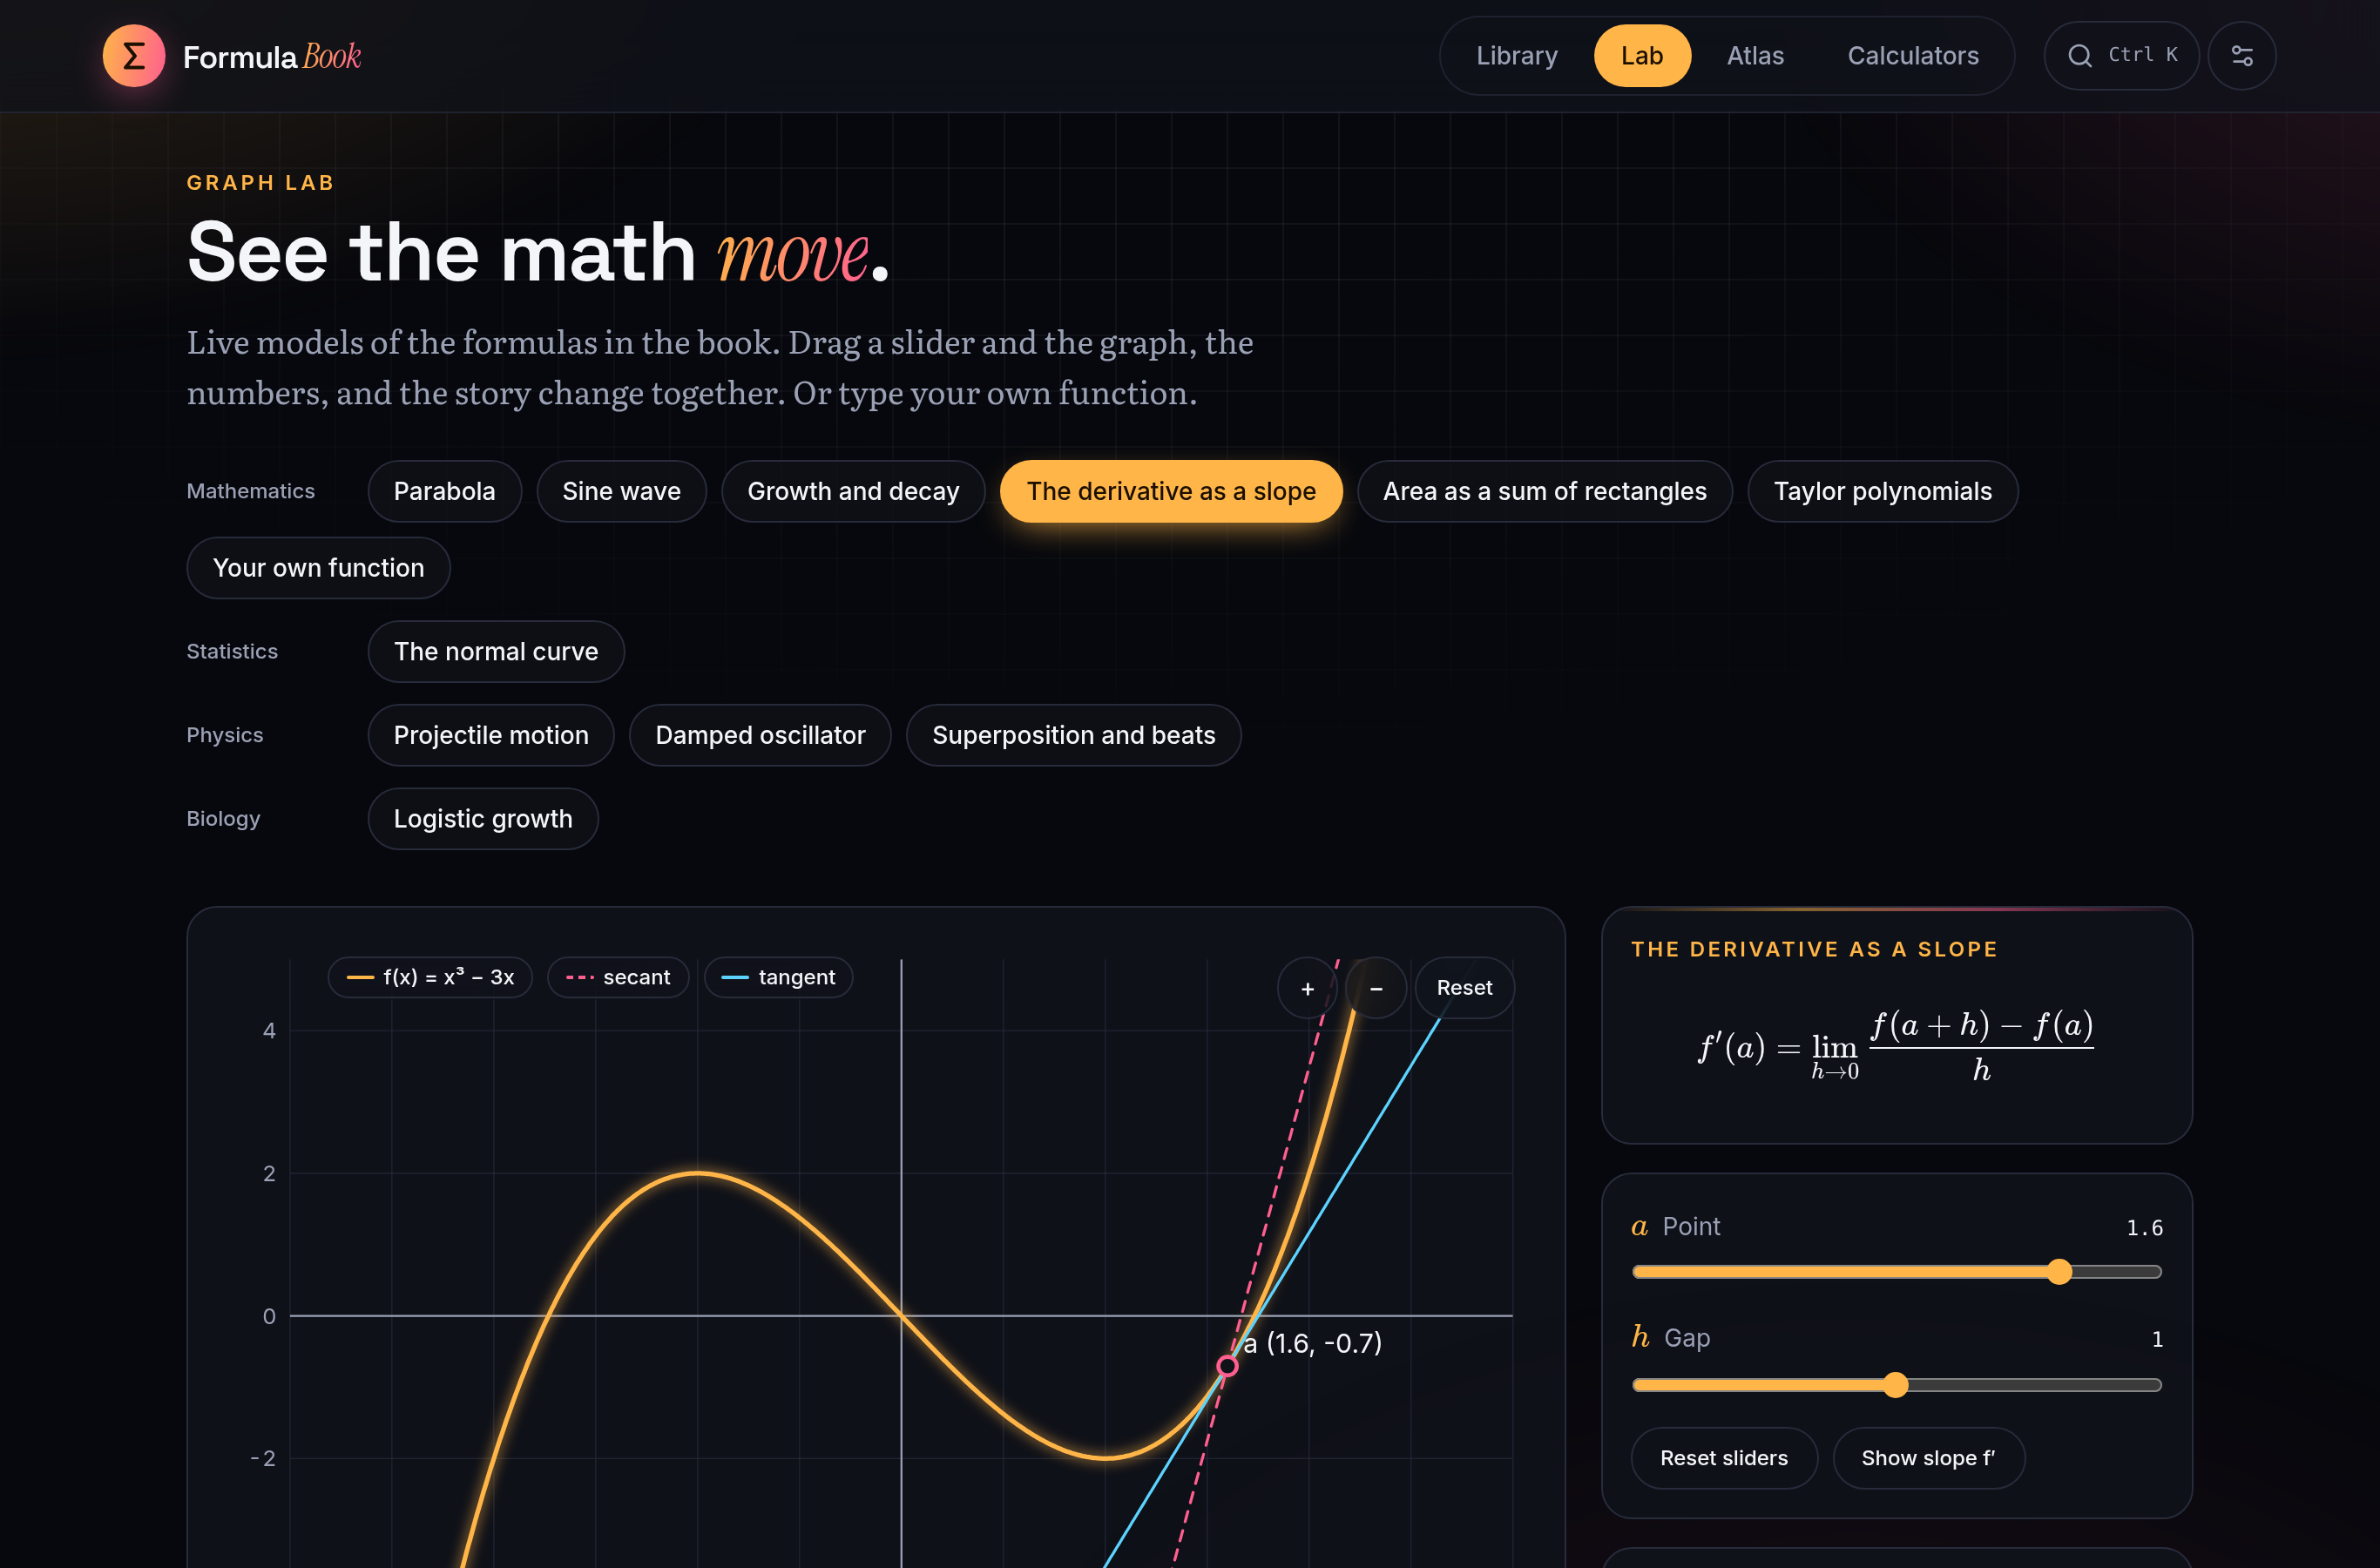 Σ Formula Book
Library Lab Atlas Calculators Ctrl K
GRAPH LAB
See the math move.
Live models of the formulas in the book. Drag a slider and the graph, the
numbers, and the story change together. Or type your own function.
Mathematics Parabola Sine wave Growth and decay The derivative as a slope Area as a sum of rectangles Taylor polynomials
Your own function
Statistics The normal curve
Physics Projectile motion Damped oscillator Superposition and beats
Biology Logistic growth
f(x) = x³ − 3x secant tangent + − Reset
4
2
0
-2
a (1.6, -0.7)
THE DERIVATIVE AS A SLOPE
f′(a) = lim h→0 f(a + h) − f(a) / h
a Point 1.6
h Gap 1
Reset sliders Show slope f′